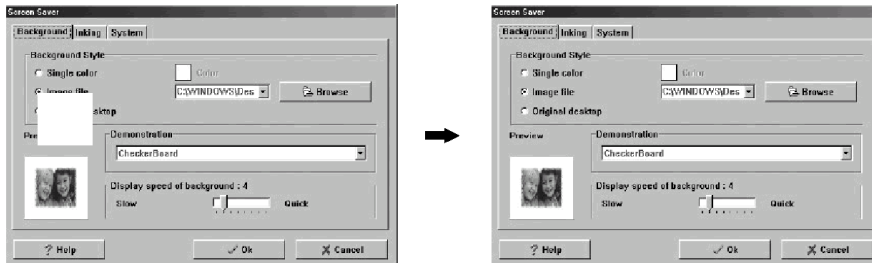 Screen Saver
Background Inking System
Background Style
Single color Color
Image file C:\WINDOWS\Des Browse
sktop
Pre Demonstration
CheckerBoard
Display speed of background : 4
Slow Quick
? Help Ok Cancel
Screen Saver
Background Inking System
Background Style
Single color Color
Image file C:\WINDOWS\Des Browse
Original desktop
Preview Demonstration
CheckerBoard
Display speed of background : 4
Slow Quick
? Help Ok Cancel